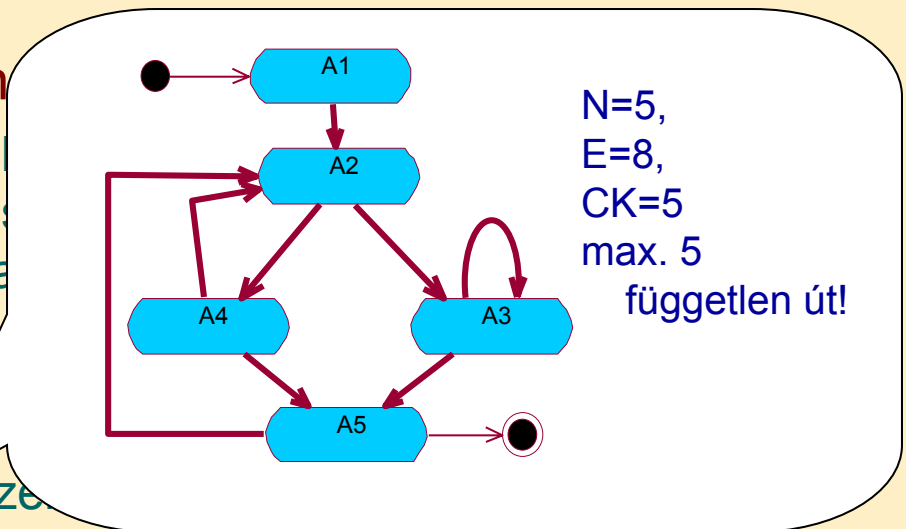 A1
A2
A4
A3
A5
N=5,
E=8,
CK=5
max. 5
független út!